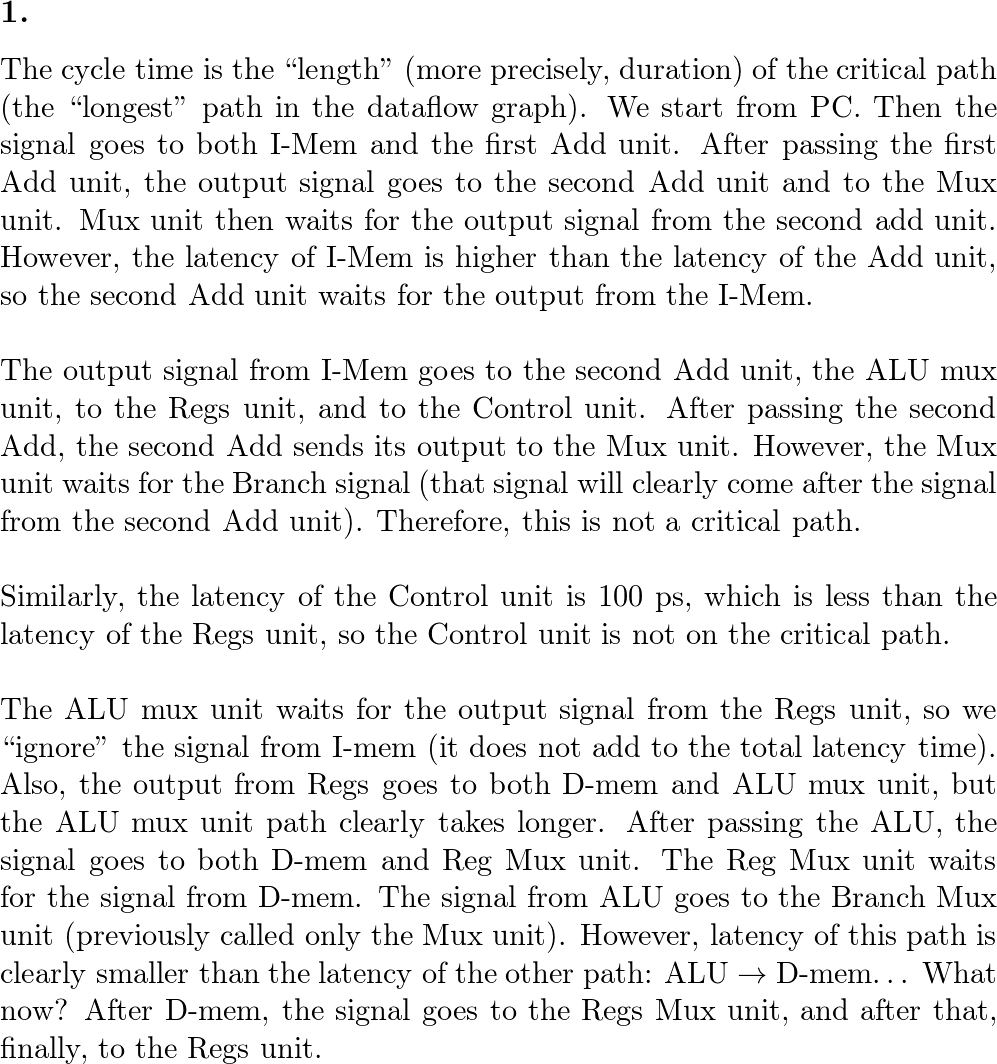 1.
The cycle time is the “length” (more precisely, duration) of the critical path
(the “longest” path in the dataflow graph). We start from PC. Then the
signal goes to both I-Mem and the first Add unit. After passing the first
Add unit, the output signal goes to the second Add unit and to the Mux
unit. Mux unit then waits for the output signal from the second add unit.
However, the latency of I-Mem is higher than the latency of the Add unit,
so the second Add unit waits for the output from the I-Mem.
The output signal from I-Mem goes to the second Add unit, the ALU mux
unit, to the Regs unit, and to the Control unit. After passing the second
Add, the second Add sends its output to the Mux unit. However, the Mux
unit waits for the Branch signal (that signal will clearly come after the signal
from the second Add unit). Therefore, this is not a critical path.
Similarly, the latency of the Control unit is 100 ps, which is less than the
latency of the Regs unit, so the Control unit is not on the critical path.
The ALU mux unit waits for the output signal from the Regs unit, so we
“ignore” the signal from I-mem (it does not add to the total latency time).
Also, the output from Regs goes to both D-mem and ALU mux unit, but
the ALU mux unit path clearly takes longer. After passing the ALU, the
signal goes to both D-mem and Reg Mux unit. The Reg Mux unit waits
for the signal from D-mem. The signal from ALU goes to the Branch Mux
unit (previously called only the Mux unit). However, latency of this path is
clearly smaller than the latency of the other path: ALU → D-mem... What
now? After D-mem, the signal goes to the Regs Mux unit, and after that,
finally, to the Regs unit.